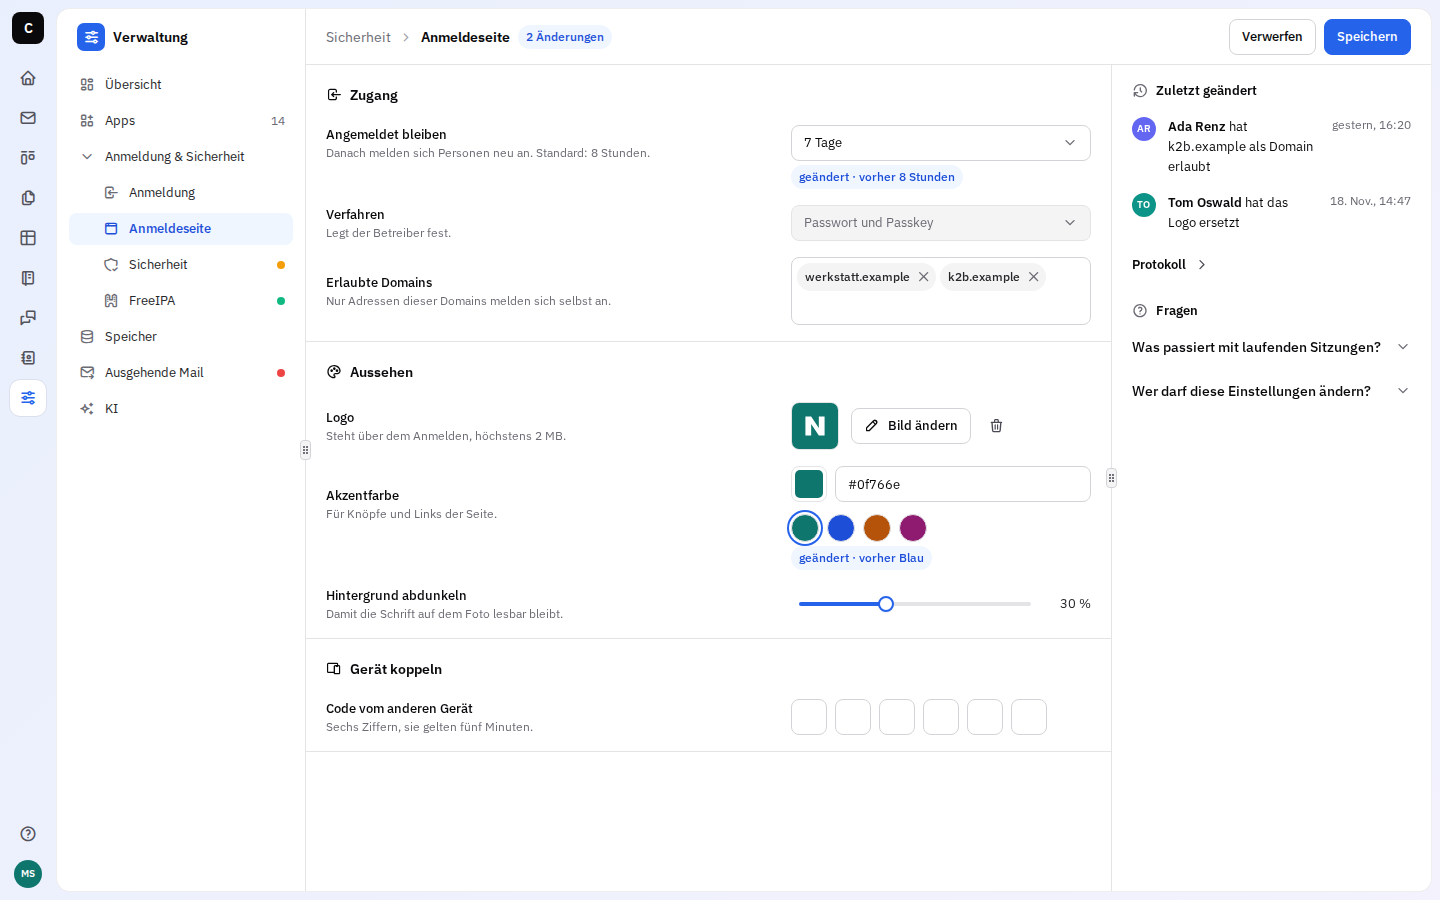 C
Verwaltung
Übersicht
Apps 14
Anmeldung & Sicherheit
Anmeldung
Anmeldeseite
Sicherheit
FreeIPA
Speicher
Ausgehende Mail
KI
MS
Sicherheit Anmeldeseite 2 Änderungen
Verwerfen Speichern
Zugang
Angemeldet bleiben
Danach melden sich Personen neu an. Standard: 8 Stunden.
7 Tage
geändert · vorher 8 Stunden
Verfahren
Legt der Betreiber fest.
Passwort und Passkey
Erlaubte Domains
Nur Adressen dieser Domains melden sich selbst an.
werkstatt.example k2b.example
Aussehen
Logo
Steht über dem Anmelden, höchstens 2 MB.
N
Bild ändern
Akzentfarbe
Für Knöpfe und Links der Seite.
#0f766e
geändert · vorher Blau
Hintergrund abdunkeln
Damit die Schrift auf dem Foto lesbar bleibt.
30 %
Gerät koppeln
Code vom anderen Gerät
Sechs Ziffern, sie gelten fünf Minuten.
Zuletzt geändert
AR
Ada Renz hat gestern, 16:20
k2b.example als Domain
erlaubt
TO
Tom Oswald hat das 18. Nov., 14:47
Logo ersetzt
Protokoll
Fragen
Was passiert mit laufenden Sitzungen?
Wer darf diese Einstellungen ändern?